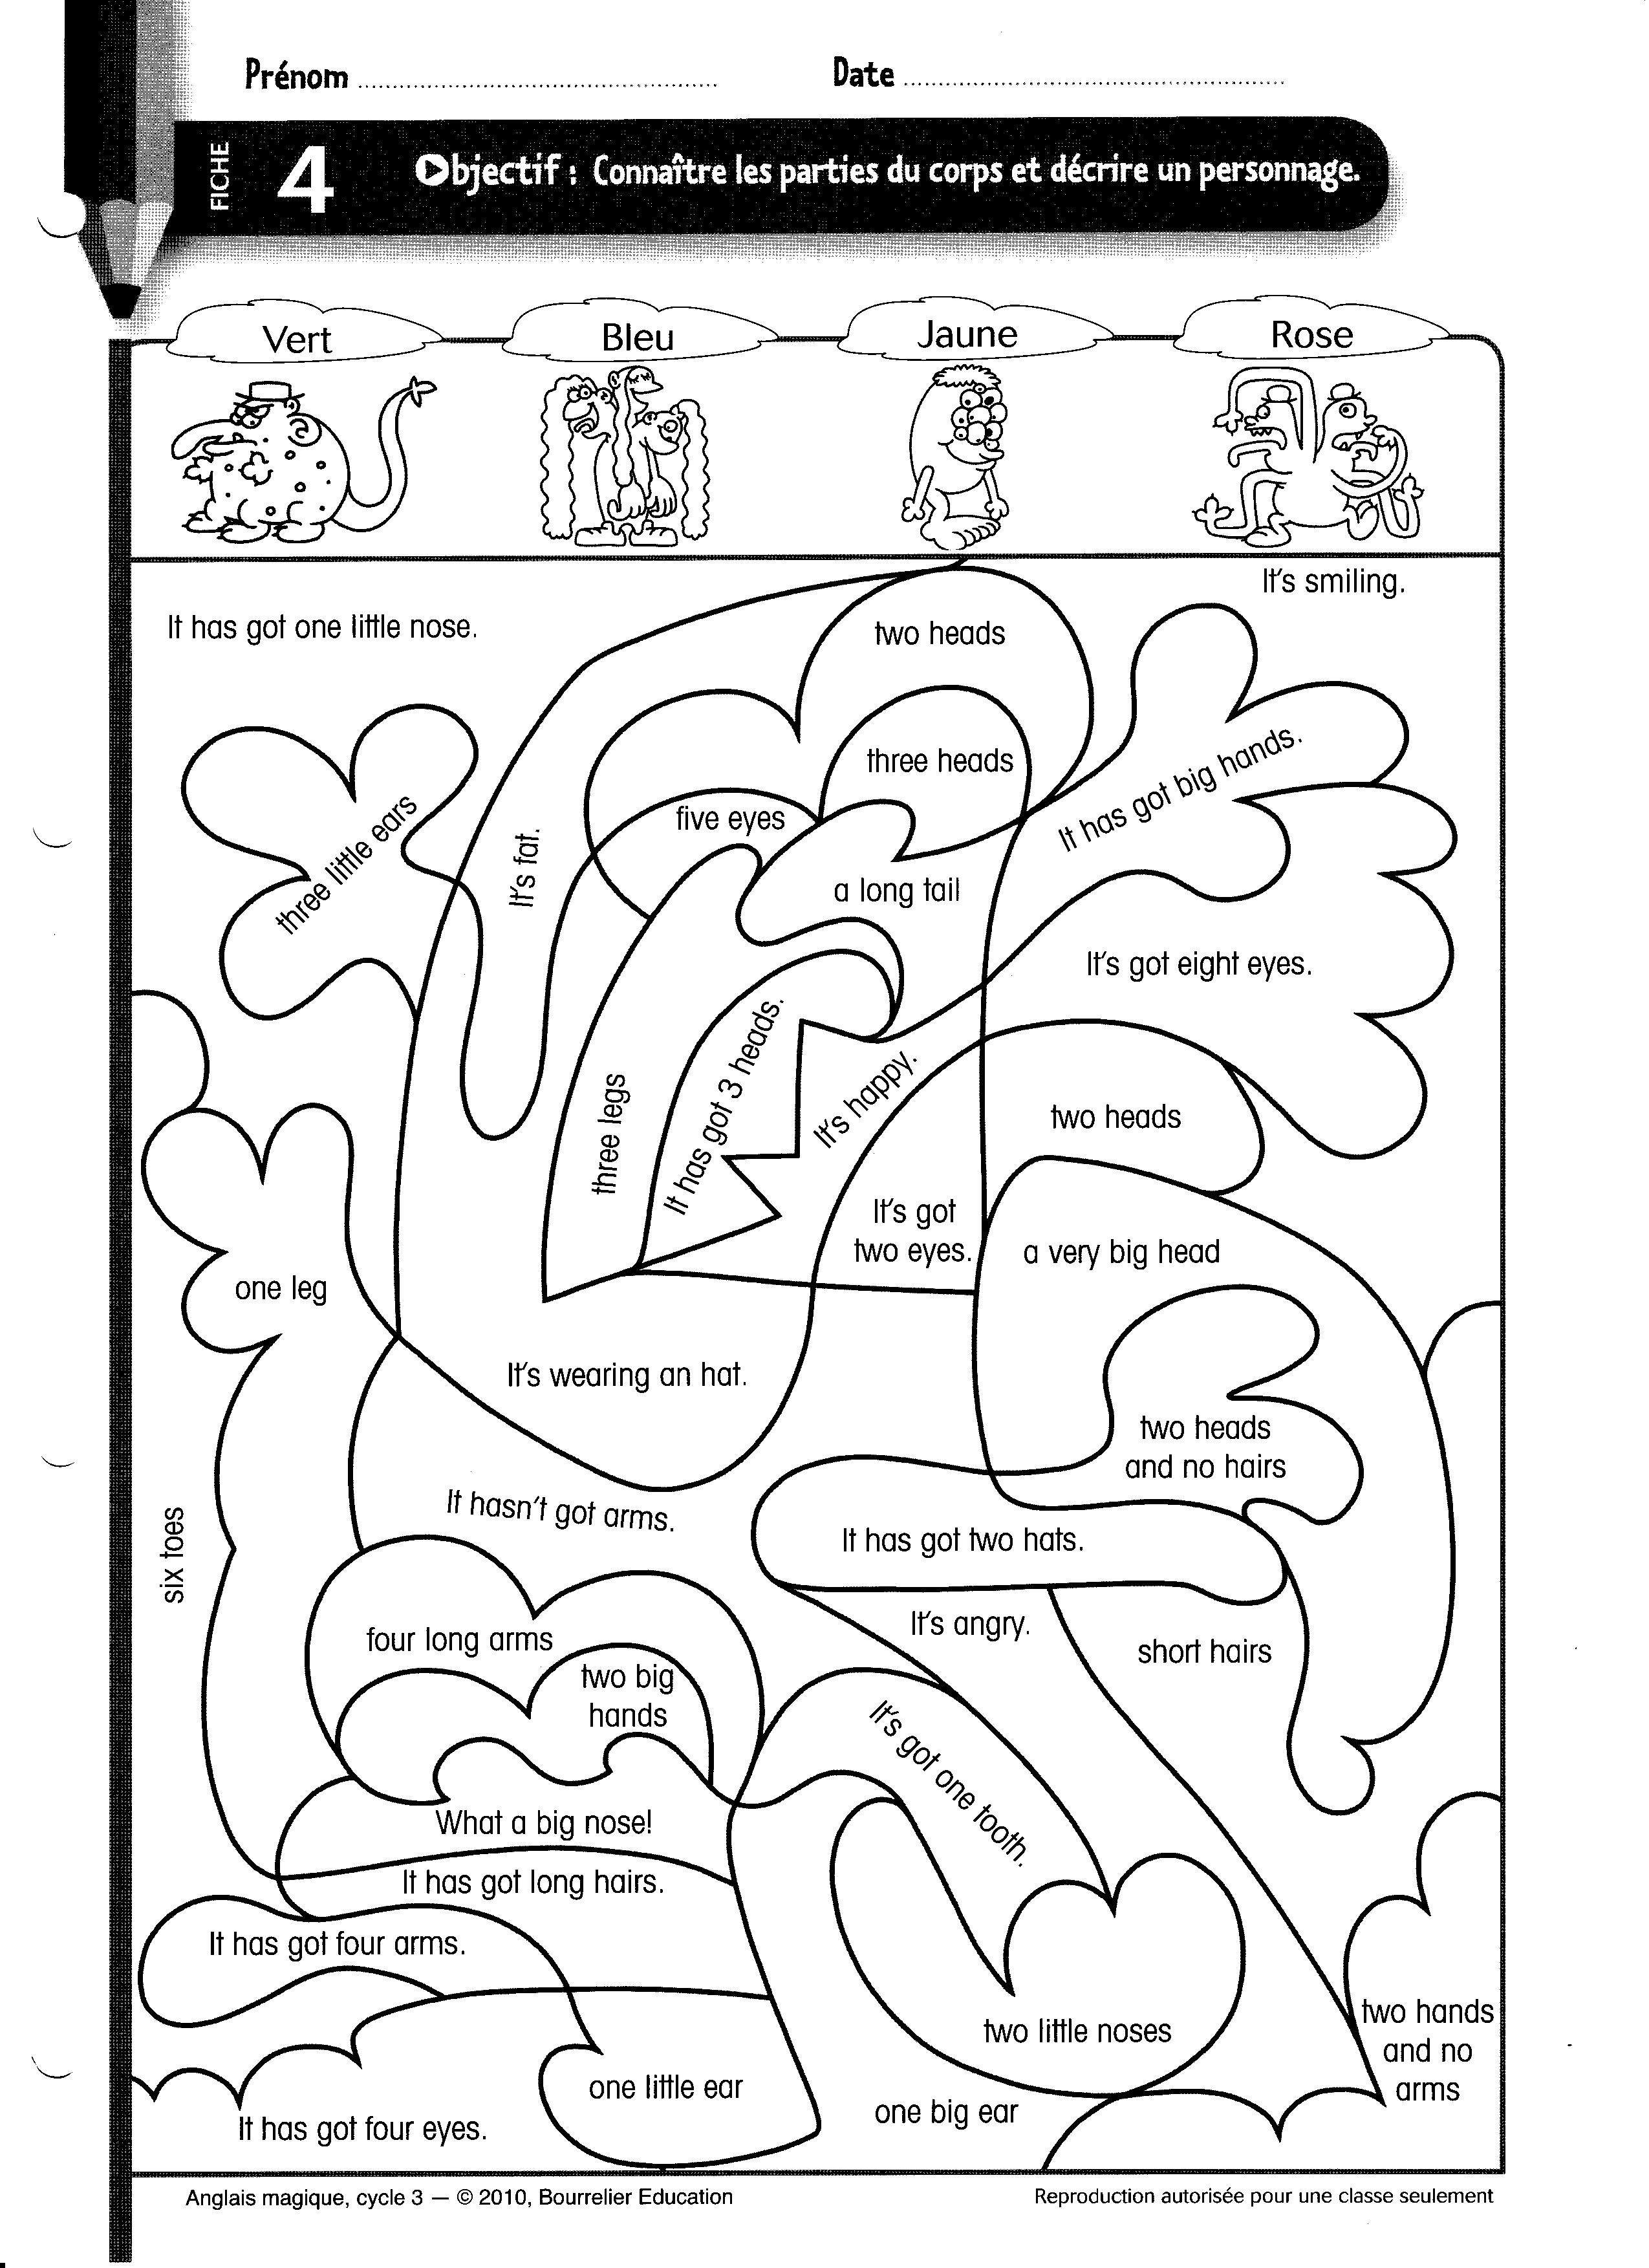 Prénom
Date
FICHE 4
Objectif : Connaître les parties du corps et décrire un personnage.
Vert
Bleu
Jaune
Rose
It's smiling.
It has got one little nose.
two heads
three heads
It has got big hands.
five eyes
three little ears
It's fat.
a long tail
It's got eight eyes.
three legs
It has got 3 heads.
It's happy.
two heads
It's got
two eyes.
a very big head
one leg
It's wearing an hat.
two heads
and no hairs
It hasn't got arms.
It has got two hats.
six toes
It's angry.
short hairs
four long arms
two big
hands
It's got one tooth.
What a big nose!
It has got long hairs.
It has got four arms.
two little noses
two hands
and no
arms
one little ear
one big ear
It has got four eyes.
Anglais magique, cycle 3 — © 2010, Bourrelier Education
Reproduction autorisée pour une classe seulement